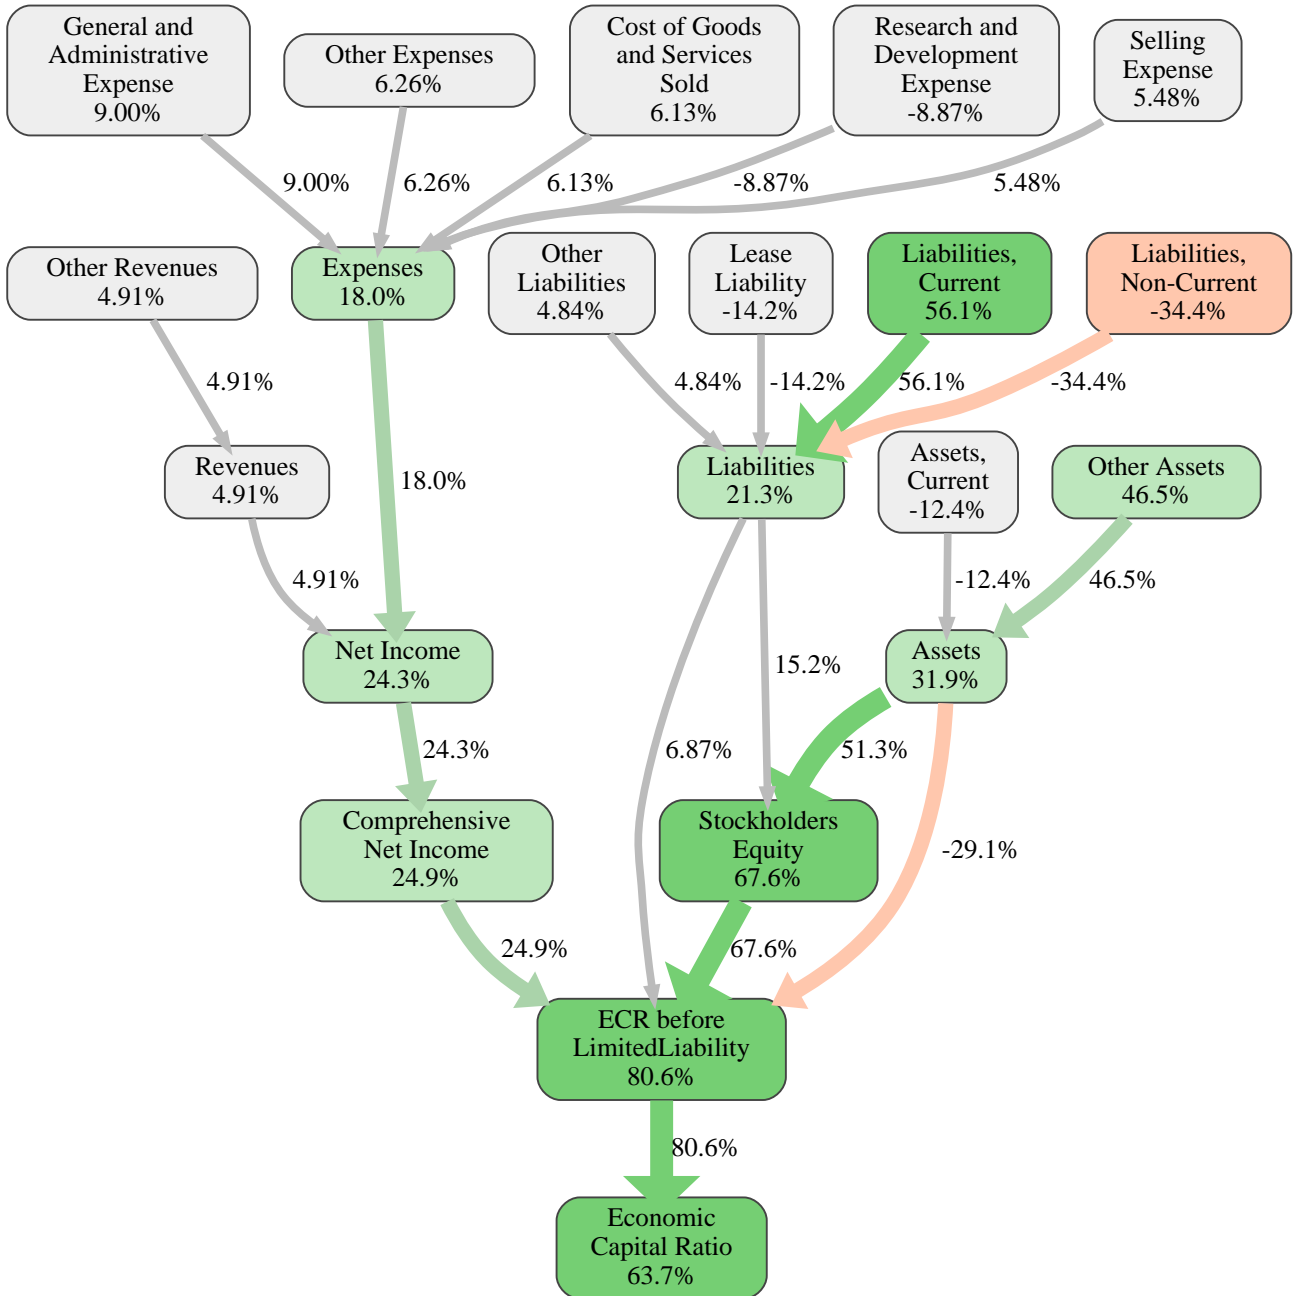 General and
Administrative
Expense
9.00%
Other Expenses
6.26%
Cost of Goods
and Services
Sold
6.13%
Research and
Development
Expense
-8.87%
Selling
Expense
5.48%
9.00%
6.26%
6.13%
-8.87%
5.48%
Other Revenues
4.91%
Expenses
18.0%
Other
Liabilities
4.84%
Lease
Liability
-14.2%
Liabilities,
Current
56.1%
Liabilities,
Non-Current
-34.4%
4.91%
4.84%
-14.2%
56.1%
-34.4%
Revenues
4.91%
18.0%
Liabilities
21.3%
Assets,
Current
-12.4%
Other Assets
46.5%
4.91%
-12.4%
46.5%
Net Income
24.3%
15.2%
Assets
31.9%
24.3%
6.87%
51.3%
Comprehensive
Net Income
24.9%
Stockholders
Equity
67.6%
-29.1%
24.9%
67.6%
ECR before
LimitedLiability
80.6%
80.6%
Economic
Capital Ratio
63.7%